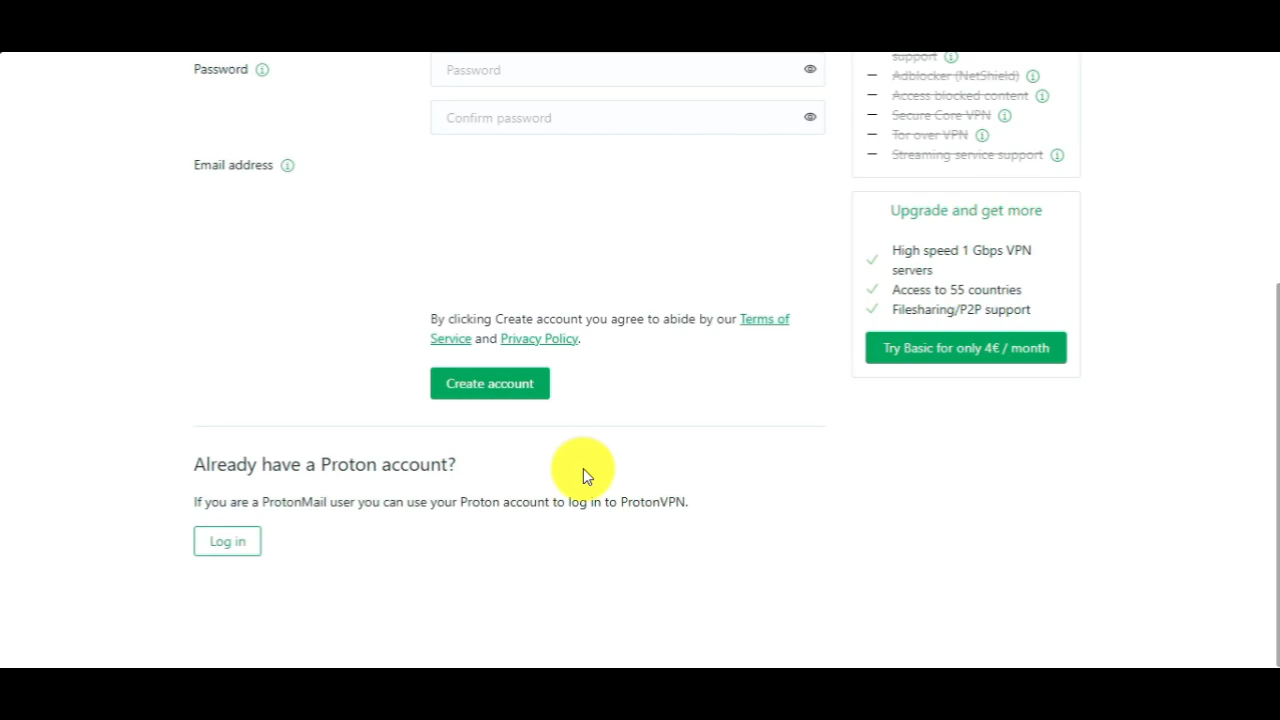 Password
Password
Confirm password
Email address
By clicking Create account you agree to abide by our Terms of
Service and Privacy Policy.
Create account
Already have a Proton account?
If you are a ProtonMail user you can use your Proton account to log in to ProtonVPN.
Log in
support
Adblocker (NetShield)
Access blocked content
Secure Core VPN
Tor over VPN
Streaming service support
Upgrade and get more
High speed 1 Gbps VPN
servers
Access to 55 countries
Filesharing/P2P support
Try Basic for only 4€ / month